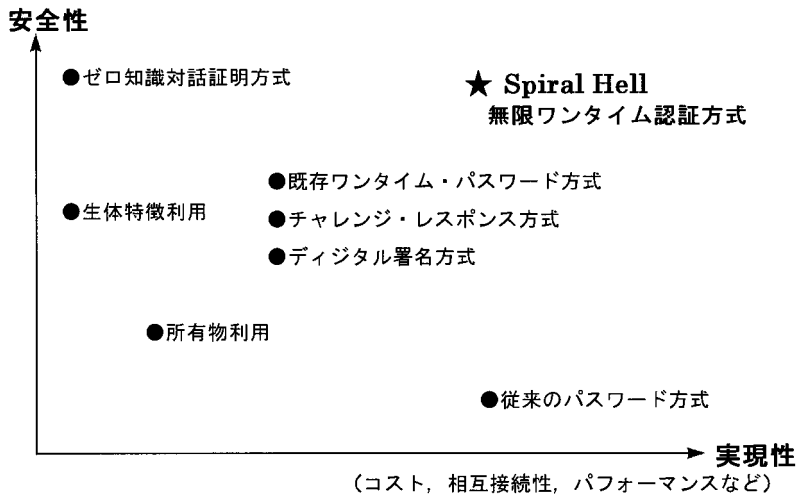 安全性
●ゼロ知識対話証明方式
★ Spiral Hell
無限ワンタイム認証方式
●既存ワンタイム・パスワード方式
●生体特徴利用
●チャレンジ・レスポンス方式
●ディジタル署名方式
●所有物利用
●従来のパスワード方式
実現性
（コスト，相互接続性，パフォーマンスなど）